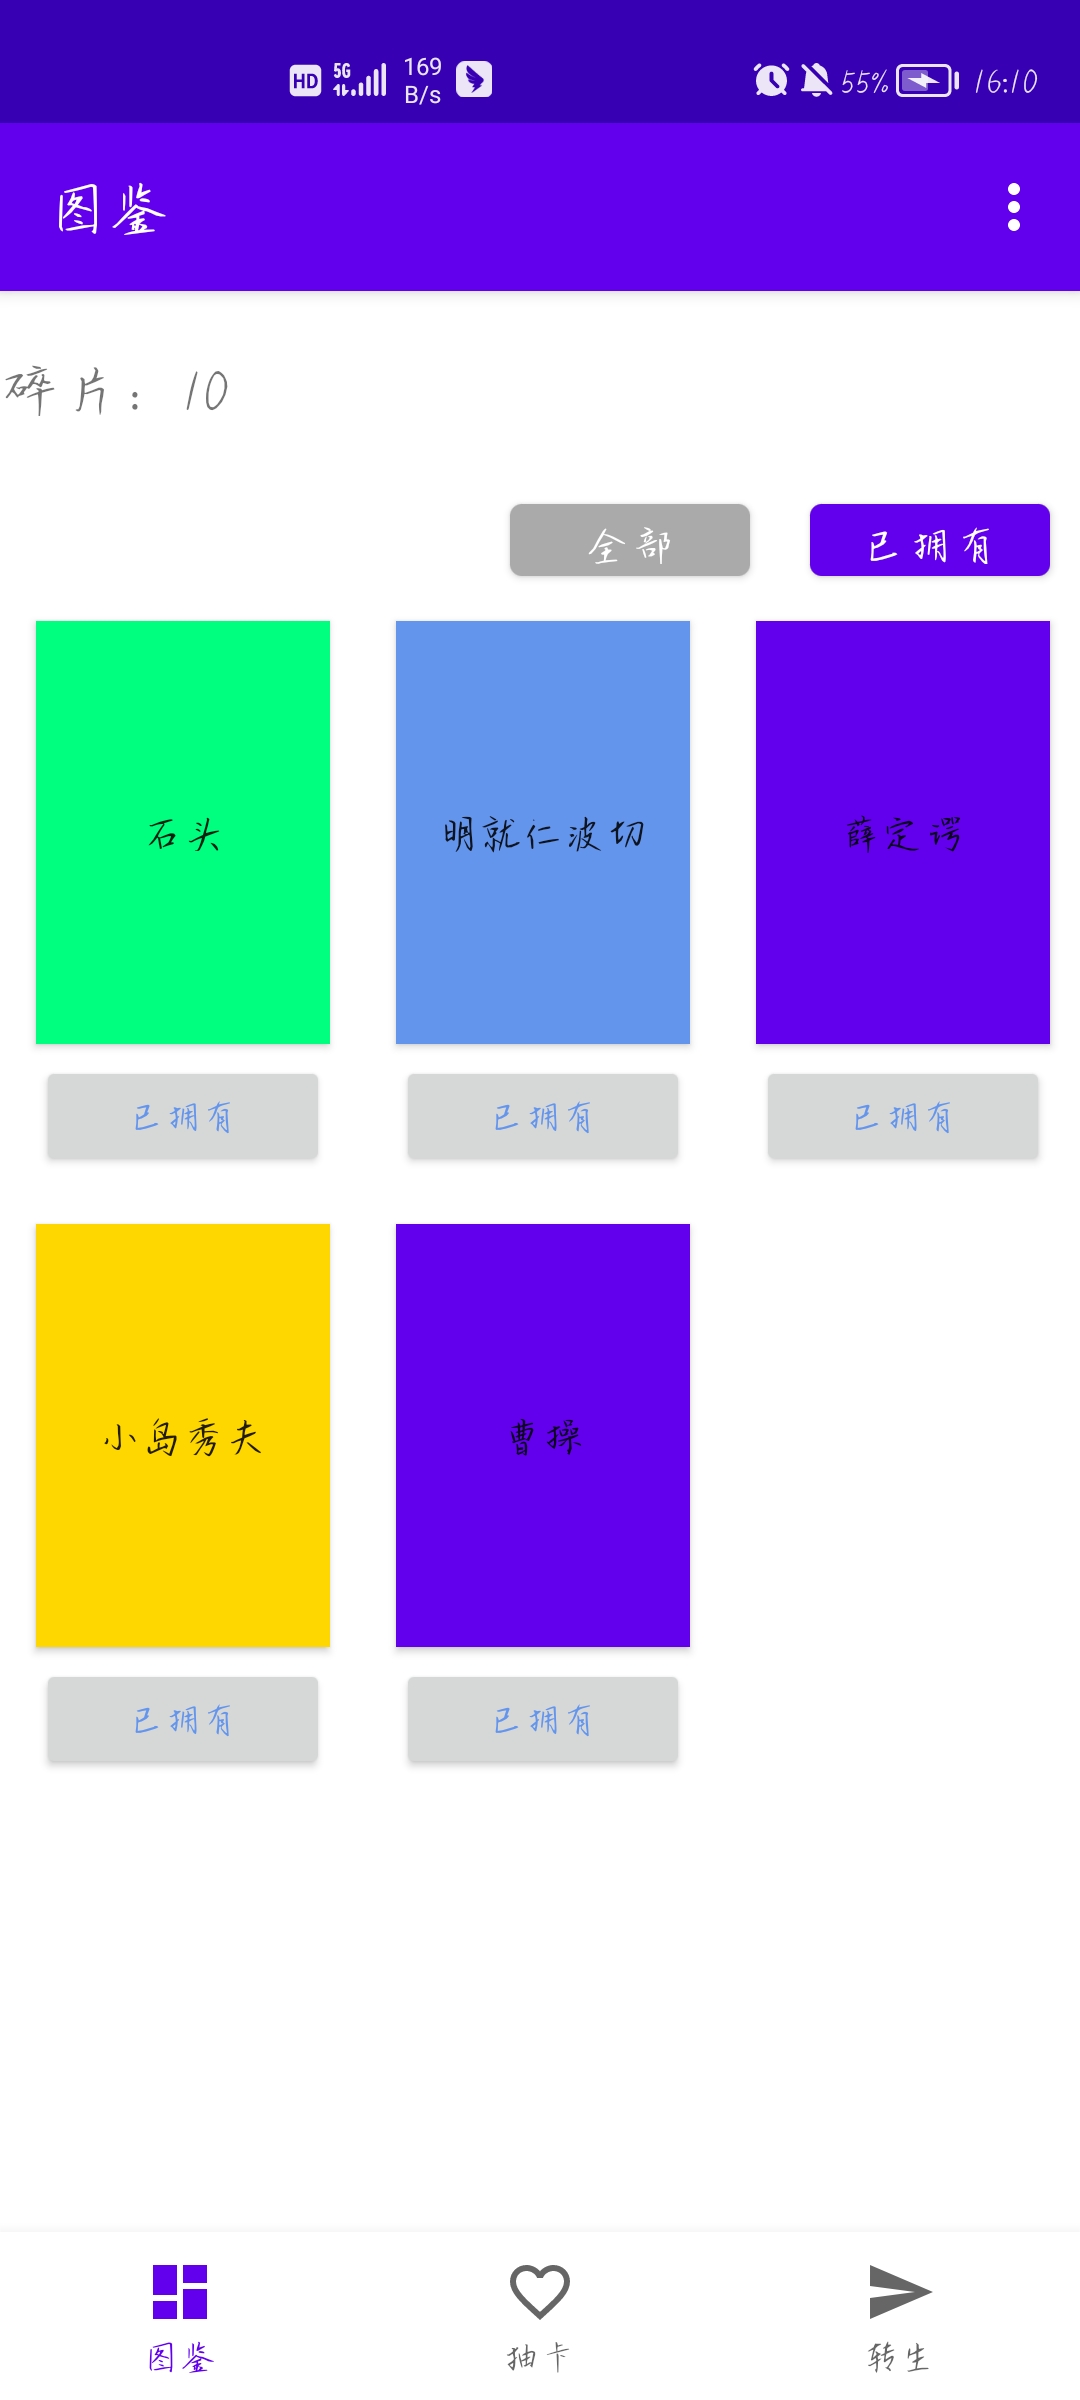 HD 5G 169 B/s 55% 16:10
图鉴
碎片: 10
全部 已拥有
石头 明就仁波切 薛定谔
已拥有 已拥有 已拥有
小岛秀夫 曹操
已拥有 已拥有
图鉴 抽卡 转生